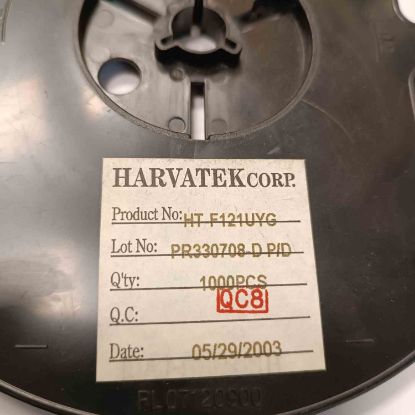 HARVATEK CORP.
Product No: HT-F121UYG
Lot No: PR330708-D P/D
Q'ty: 1000PCS
Q.C: QC8
Date: 05/29/2003